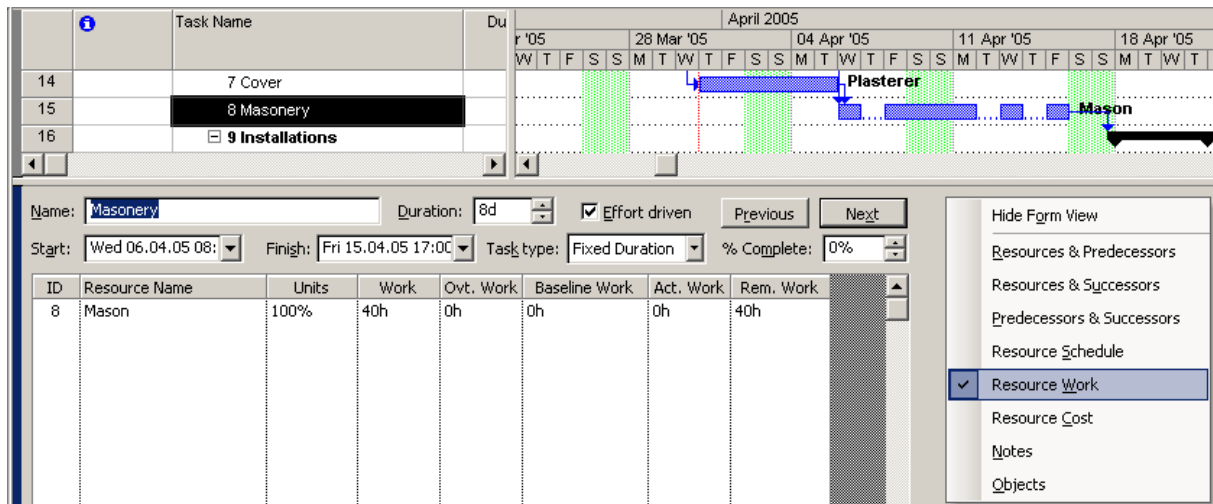 Task Name Du
April 2005
r '05 28 Mar '05 04 Apr '05 11 Apr '05 18 Apr '05
W T F S S M T W T F S S M T W T F S S M T W T F S S M T W T
14 7 Cover Plasterer
15 8 Masonery Mason
16 9 Installations
Name: Masonery Duration: 8d Effort driven Previous Next
Start: Wed 06.04.05 08: Finish: Fri 15.04.05 17:00 Task type: Fixed Duration % Complete: 0%
ID Resource Name Units Work Ovt. Work Baseline Work Act. Work Rem. Work
8 Mason 100% 40h 0h 0h 0h 40h
Hide Form View
Resources & Predecessors
Resources & Successors
Predecessors & Successors
Resource Schedule
Resource Work
Resource Cost
Notes
Objects